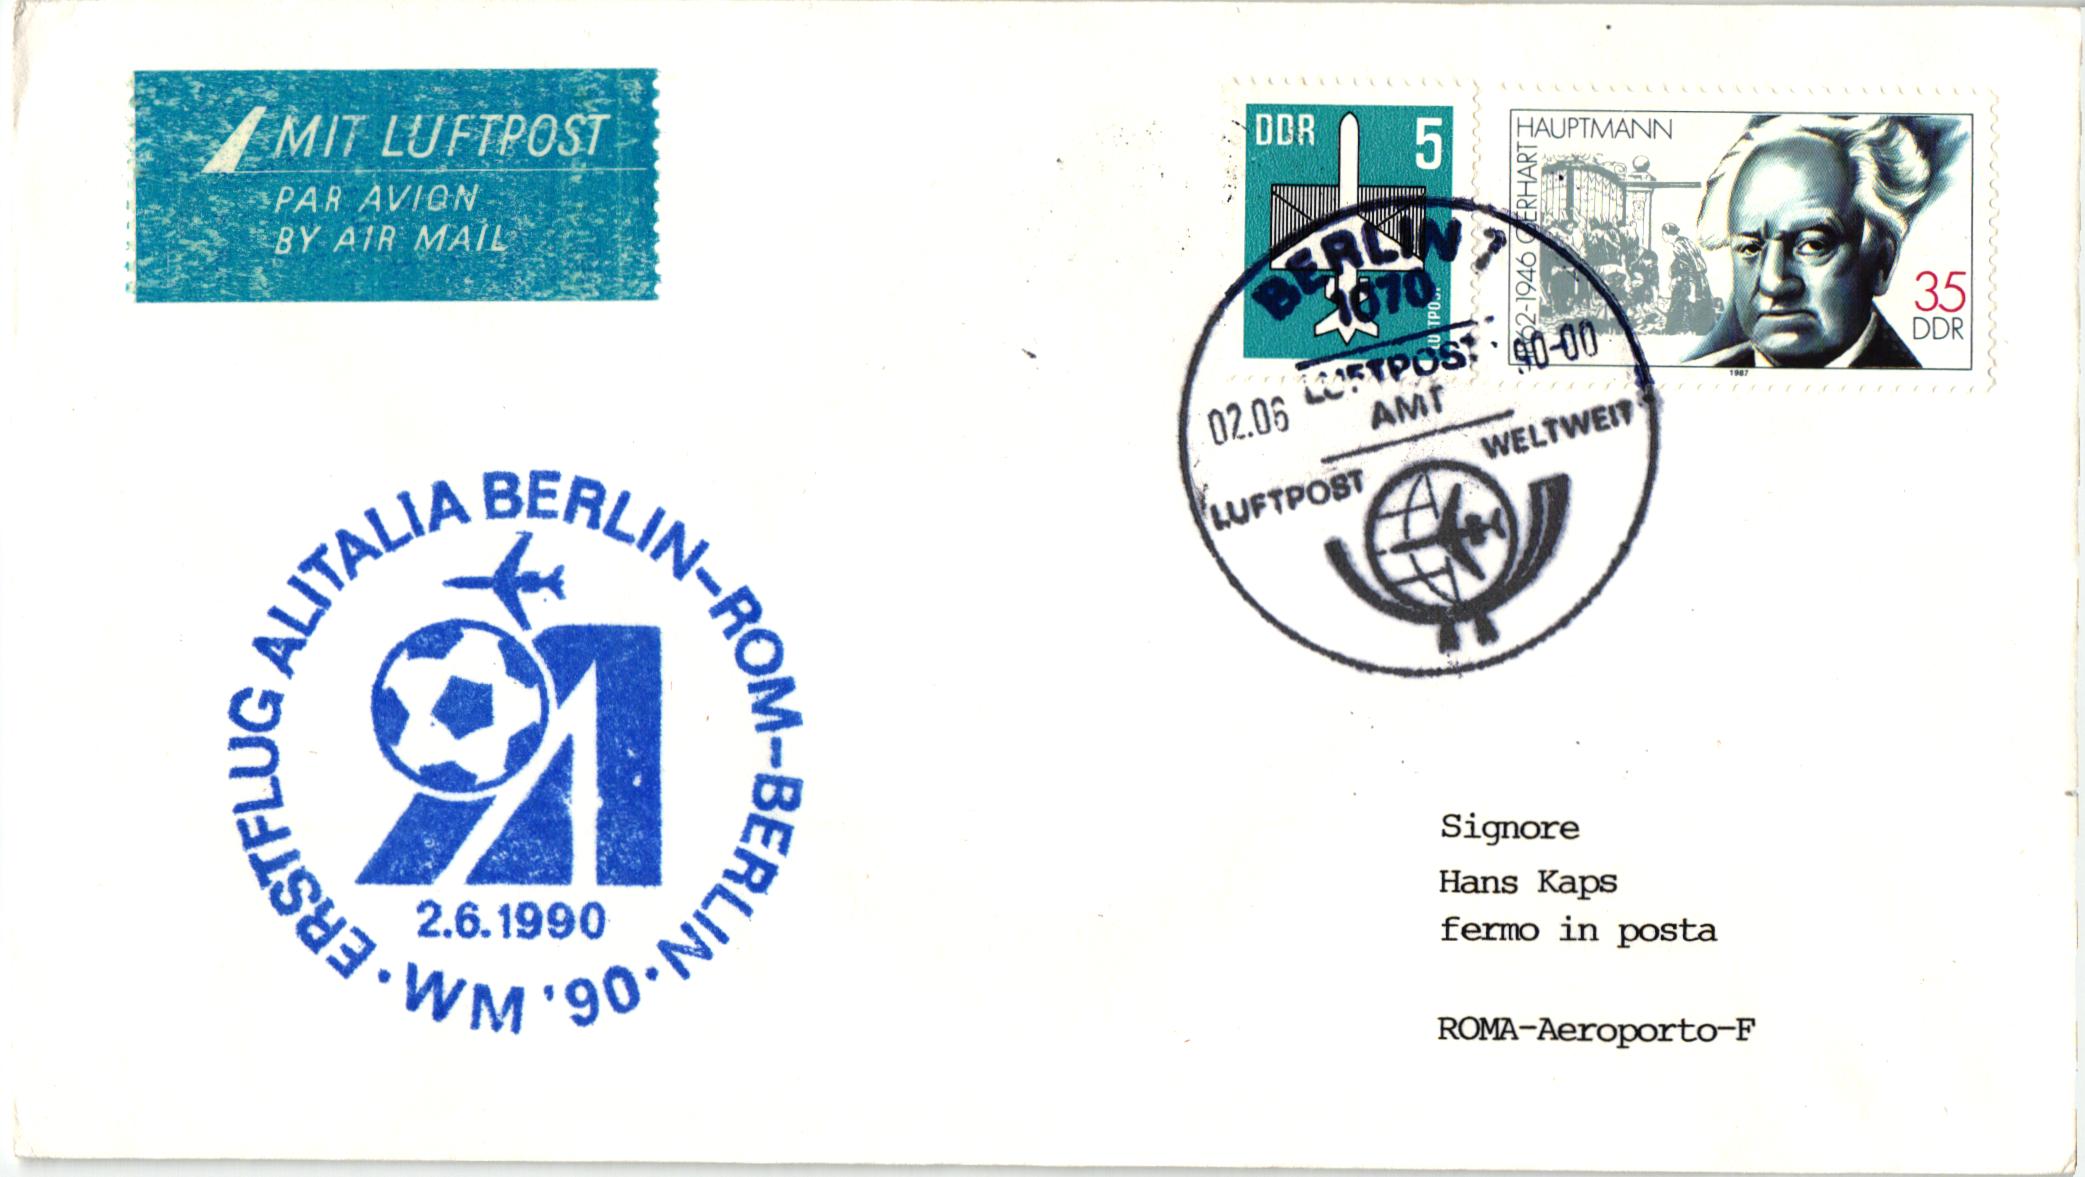 MIT LUFTPOST
PAR AVION
BY AIR MAIL
DDR 5
LUFTPOST
GERHART HAUPTMANN
1862-1946
35
DDR
1987
BERLIN 7
1070
LUFTPOST
AMT
02.06 90-00
LUFTPOST WELTWEIT
ERSTFLUG ALITALIA BERLIN-ROM-BERLIN
2.6.1990
· WM '90 ·
Signore
Hans Kaps
fermo in posta
ROMA-Aeroporto-F